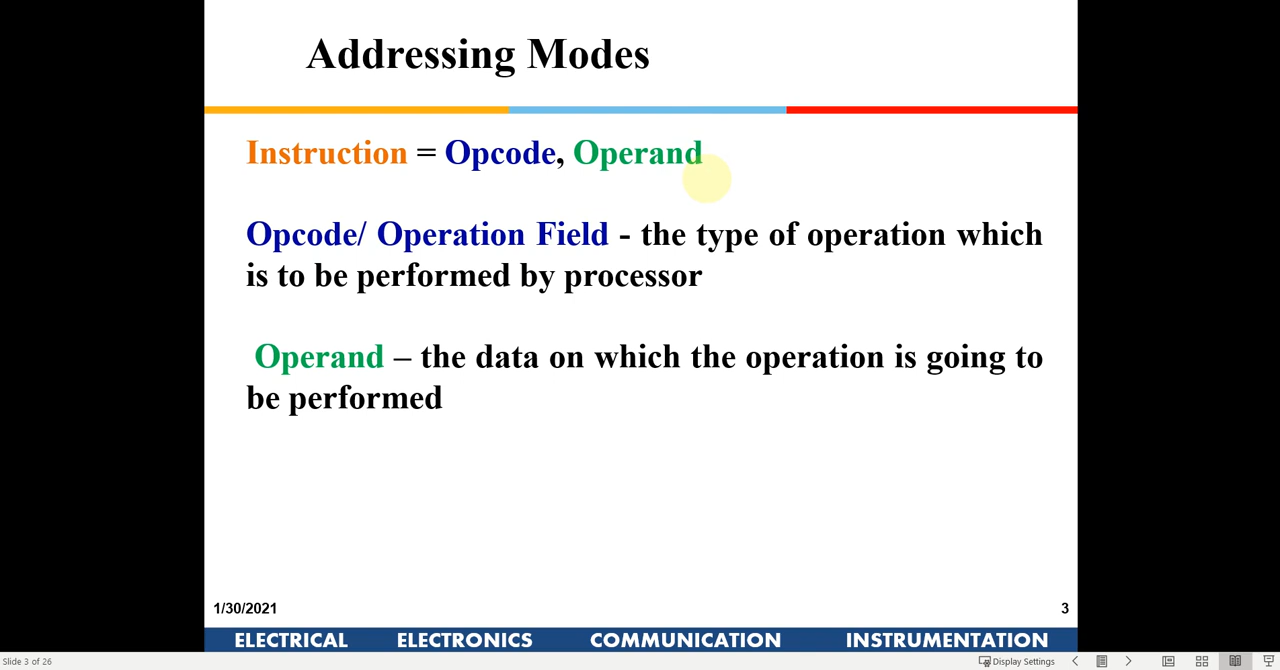 Addressing Modes
Instruction = Opcode, Operand
Opcode/ Operation Field - the type of operation which
is to be performed by processor
Operand – the data on which the operation is going to
be performed
1/30/2021 3
ELECTRICAL ELECTRONICS COMMUNICATION INSTRUMENTATION
Slide 3 of 26 Display Settings